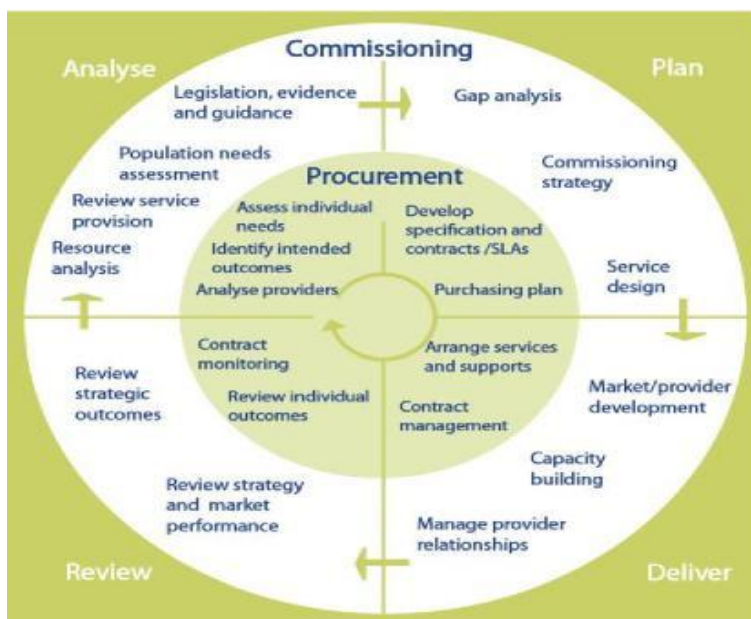 Commissioning
Analyse
Plan
Legislation, evidence
and guidance
Gap analysis
Population needs
assessment
Commissioning
strategy
Review service
provision
Resource
analysis
Service
design
Procurement
Assess individual
needs
Identify intended
outcomes
Analyse providers
Develop
specification and
contracts /SLAs
Purchasing plan
Contract
monitoring
Review individual
outcomes
Arrange services
and supports
Contract
management
Review
strategic
outcomes
Market/provider
development
Capacity
building
Review strategy
and market
performance
Manage provider
relationships
Review
Deliver